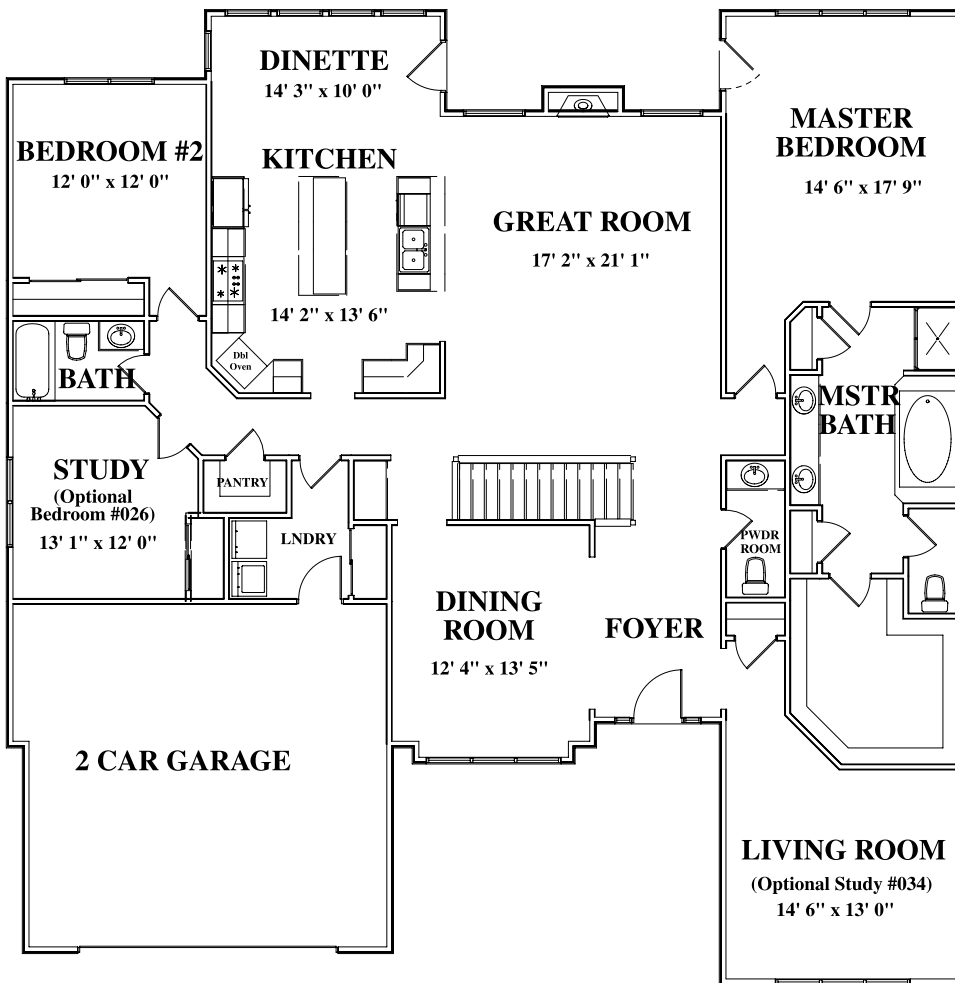 DINETTE
14' 3" x 10' 0"
MASTER
BEDROOM
14' 6" x 17' 9"
BEDROOM #2
12' 0" x 12' 0"
KITCHEN
14' 2" x 13' 6"
GREAT ROOM
17' 2" x 21' 1"
Dbl
Oven
BATH
MSTR
BATH
STUDY
(Optional
Bedroom #026)
13' 1" x 12' 0"
PANTRY
LNDRY
PWDR
ROOM
DINING
ROOM
12' 4" x 13' 5"
FOYER
2 CAR GARAGE
LIVING ROOM
(Optional Study #034)
14' 6" x 13' 0"